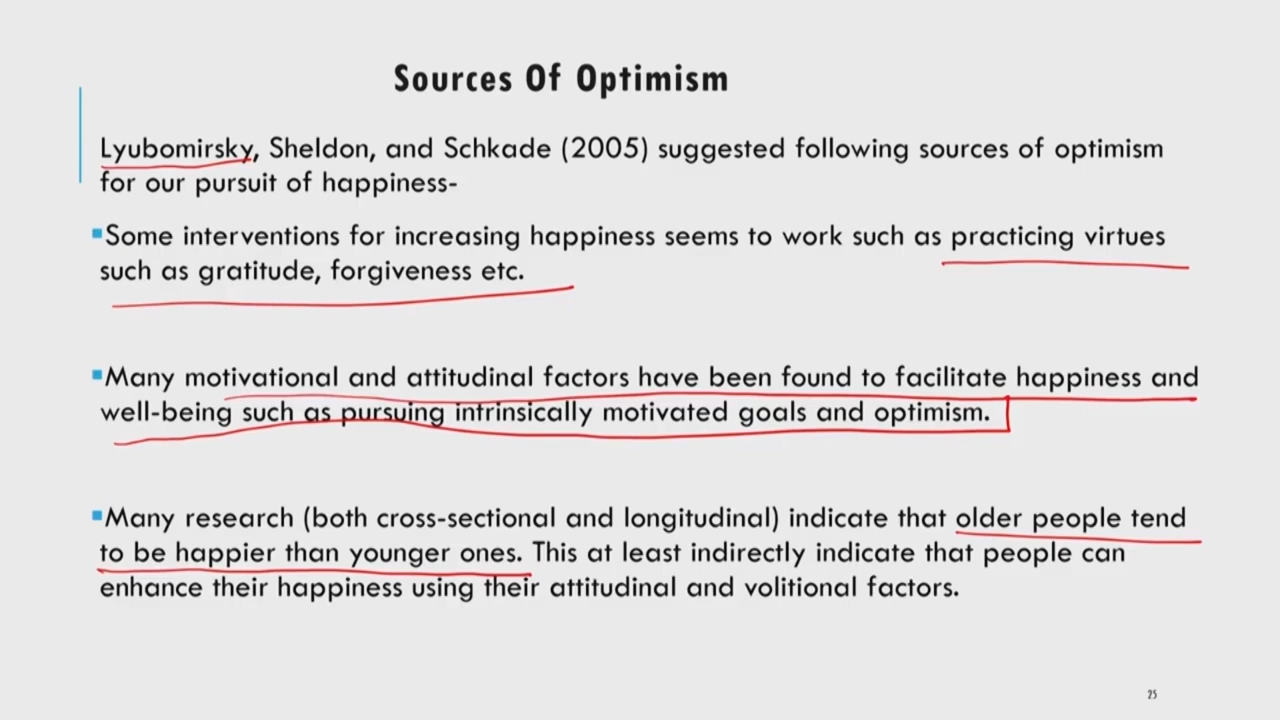 Sources Of Optimism
Lyubomirsky, Sheldon, and Schkade (2005) suggested following sources of optimism
for our pursuit of happiness-
▪Some interventions for increasing happiness seems to work such as practicing virtues
such as gratitude, forgiveness etc.
▪Many motivational and attitudinal factors have been found to facilitate happiness and
well-being such as pursuing intrinsically motivated goals and optimism.
▪Many research (both cross-sectional and longitudinal) indicate that older people tend
to be happier than younger ones. This at least indirectly indicate that people can
enhance their happiness using their attitudinal and volitional factors.
25